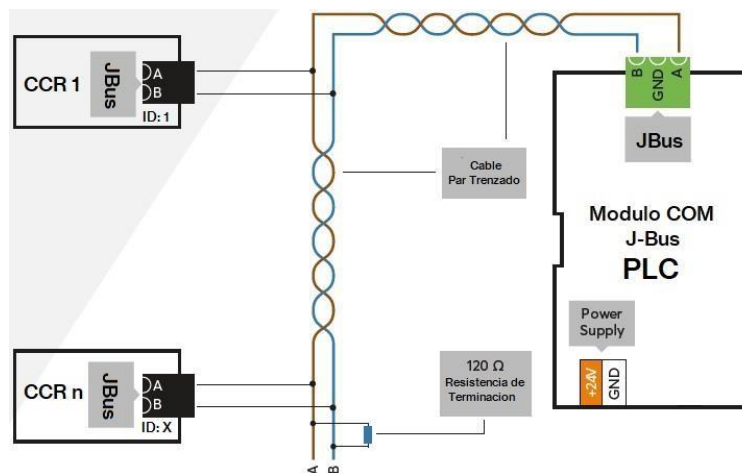 CCR 1
JBus
A
B
ID: 1
B
GND
A
JBus
Cable
Par Trenzado
Modulo COM
J-Bus
PLC
Power
Supply
+24V
GND
CCR n
JBus
A
B
ID: X
120 Ω
Resistencia de
Terminacion
A
B